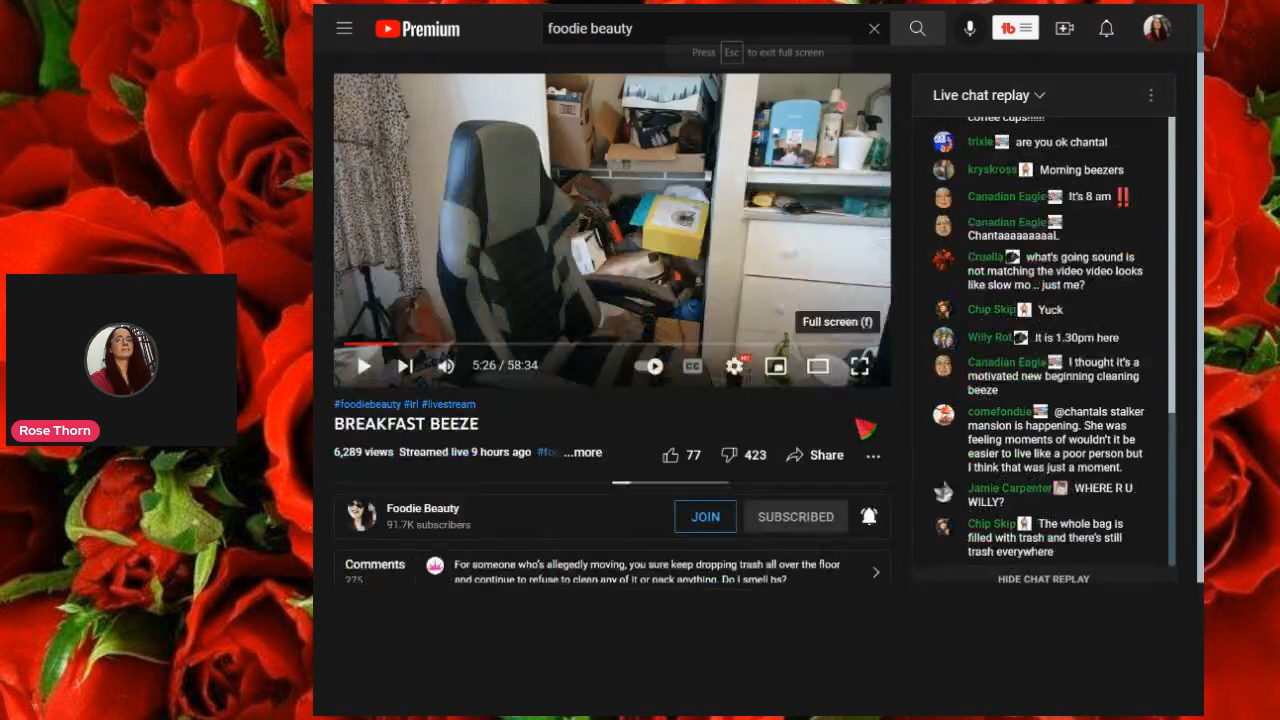 Premium
foodie beauty
Press Esc to exit full screen
Full screen (f)
5:26 / 58:34
CC
HD
#foodiebeauty #irl #livestream
BREAKFAST BEEZE
6,289 views Streamed live 9 hours ago ...more
77
423
Share
Foodie Beauty
91.7K subscribers
JOIN
SUBSCRIBED
Comments
275
For someone who's allegedly moving, you sure keep dropping trash all over the floor
and continue to refuse to clean any of it or pack anything. Do i smell bs?
Live chat replay
coffee cups!!!!!!
trixie are you ok chantal
kryskross Morning beezers
Canadian Eagle It's 8 am ‼
Canadian Eagle
ChantaaaaaaaaaL
Cruella what's going sound is
not matching the video video looks
like slow mo .. just me?
Chip Skip Yuck
Willy Rot It is 1.30pm here
Canadian Eagle I thought it's a
motivated new beginning cleaning
beeze
comefondue @chantals stalker
mansion is happening. She was
feeling moments of wouldn't it be
easier to live like a poor person but
I think that was just a moment.
Jamie Carpenter WHERE R U
WILLY?
Chip Skip The whole bag is
filled with trash and there's still
trash everywhere
HIDE CHAT REPLAY
Rose Thorn